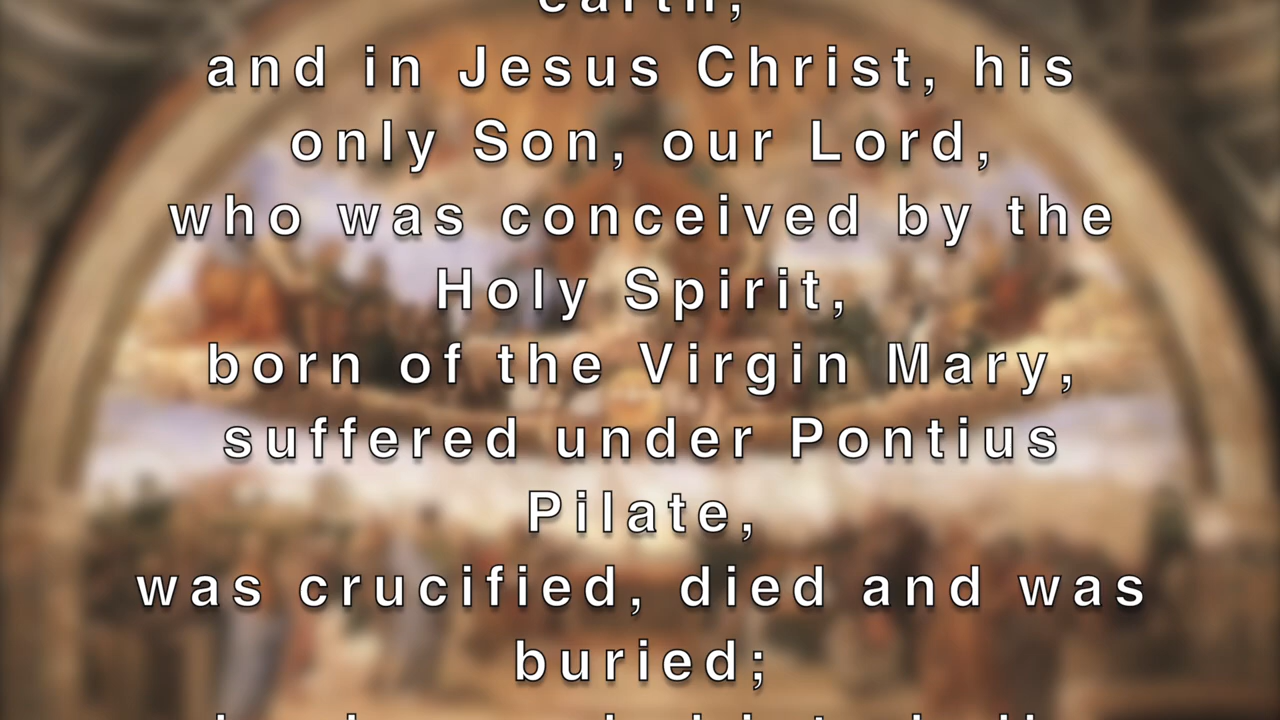 earth,
and in Jesus Christ, his
only Son, our Lord,
who was conceived by the
Holy Spirit,
born of the Virgin Mary,
suffered under Pontius
Pilate,
was crucified, died and was
buried;